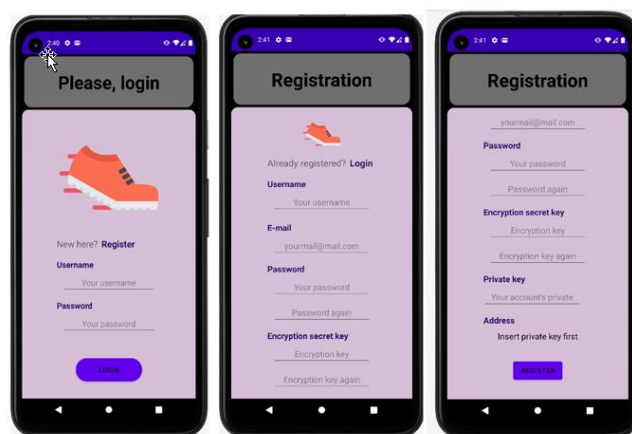 2:40
Please, login
New here? Register
Username
Your username
Password
Your password
LOGIN
2:41
Registration
Already registered? Login
Username
Your username
E-mail
yourmail@mail.com
Password
Your password
Password again
Encryption secret key
Encryption key
Encryption key again
2:41
Registration
yourmail@mail.com
Password
Your password
Password again
Encryption secret key
Encryption key
Encryption key again
Private key
Your account's private
Address
Insert private key first
REGISTER